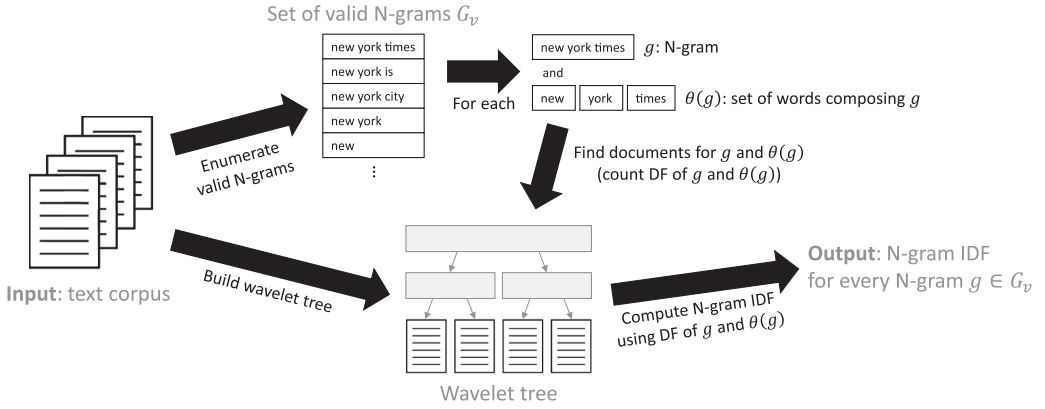 Set of valid N-grams Gᵥ
new york times
new york is
new york city
new york
new
⋮
For each
new york times g: N-gram
and
new york times θ(g): set of words composing g
Enumerate
valid N-grams
Find documents for g and θ(g)
(count DF of g and θ(g))
Input: text corpus
Build wavelet tree
Compute N-gram IDF
using DF of g and θ(g)
Output: N-gram IDF
for every N-gram g ∈ Gᵥ
Wavelet tree